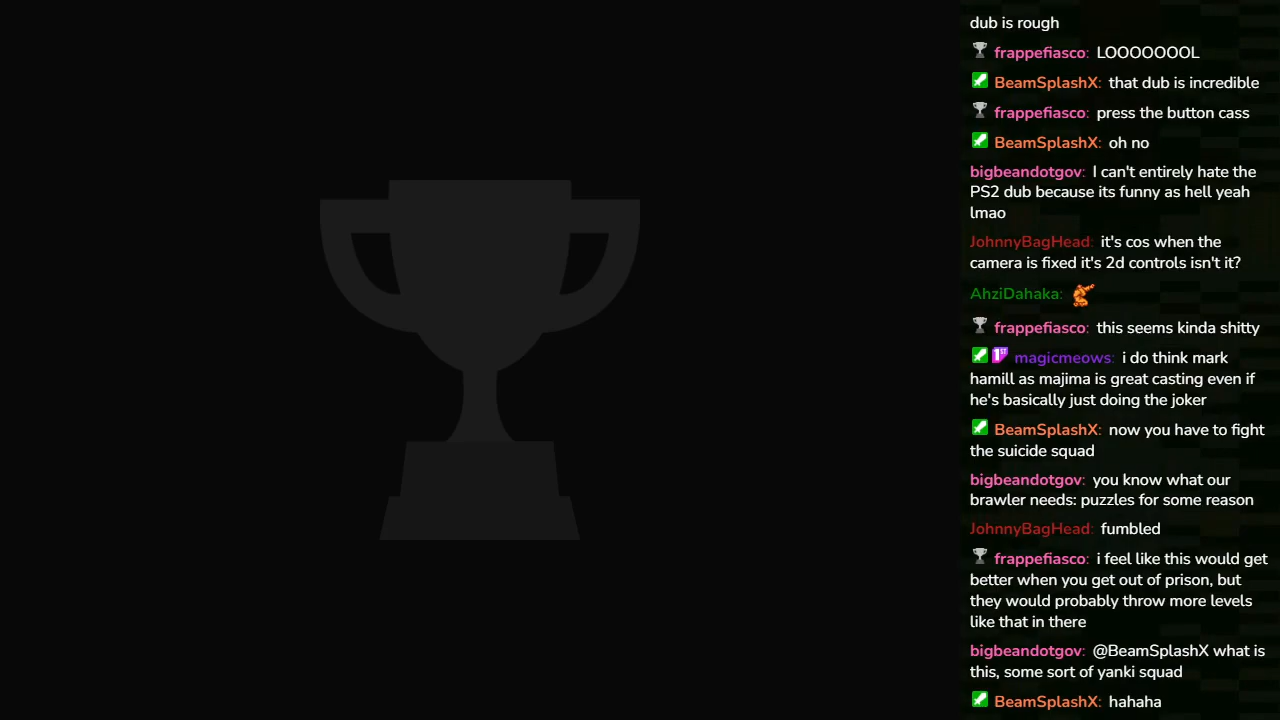 dub is rough
frappefiasco: LOOOOOOOL
BeamSplashX: that dub is incredible
frappefiasco: press the button cass
BeamSplashX: oh no
bigbeandotgov: I can't entirely hate the
PS2 dub because its funny as hell yeah
lmao
JohnnyBagHead: it's cos when the
camera is fixed it's 2d controls isn't it?
AhziDahaka:
frappefiasco: this seems kinda shitty
1ST magicmeows: i do think mark
hamill as majima is great casting even if
he's basically just doing the joker
BeamSplashX: now you have to fight
the suicide squad
bigbeandotgov: you know what our
brawler needs: puzzles for some reason
JohnnyBagHead: fumbled
frappefiasco: i feel like this would get
better when you get out of prison, but
they would probably throw more levels
like that in there
bigbeandotgov: @BeamSplashX what is
this, some sort of yanki squad
BeamSplashX: hahaha